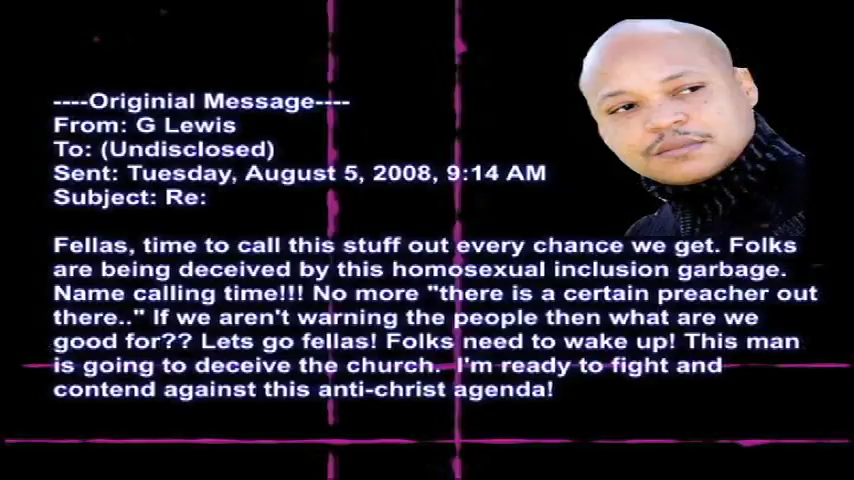 ----Originial Message----
From: G Lewis
To: (Undisclosed)
Sent: Tuesday, August 5, 2008, 9:14 AM
Subject: Re:
Fellas, time to call this stuff out every chance we get. Folks
are being deceived by this homosexual inclusion garbage.
Name calling time!!! No more "there is a certain preacher out
there.." If we aren't warning the people then what are we
good for?? Lets go fellas! Folks need to wake up! This man
is going to deceive the church. I'm ready to fight and
contend against this anti-christ agenda!